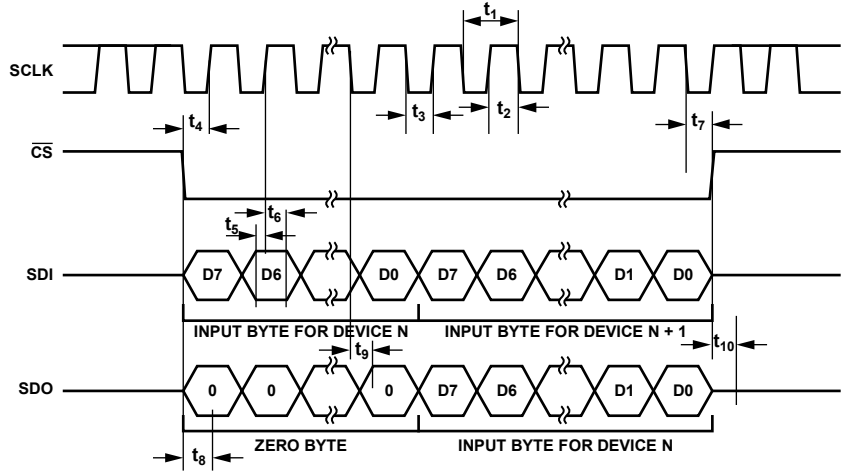 t1
SCLK
t4
t3
t2
t7
CS
t6
t5
SDI
D7
D6
D0
D7
D6
D1
D0
INPUT BYTE FOR DEVICE N
INPUT BYTE FOR DEVICE N + 1
t10
t9
SDO
0
0
0
D7
D6
D1
D0
ZERO BYTE
INPUT BYTE FOR DEVICE N
t8